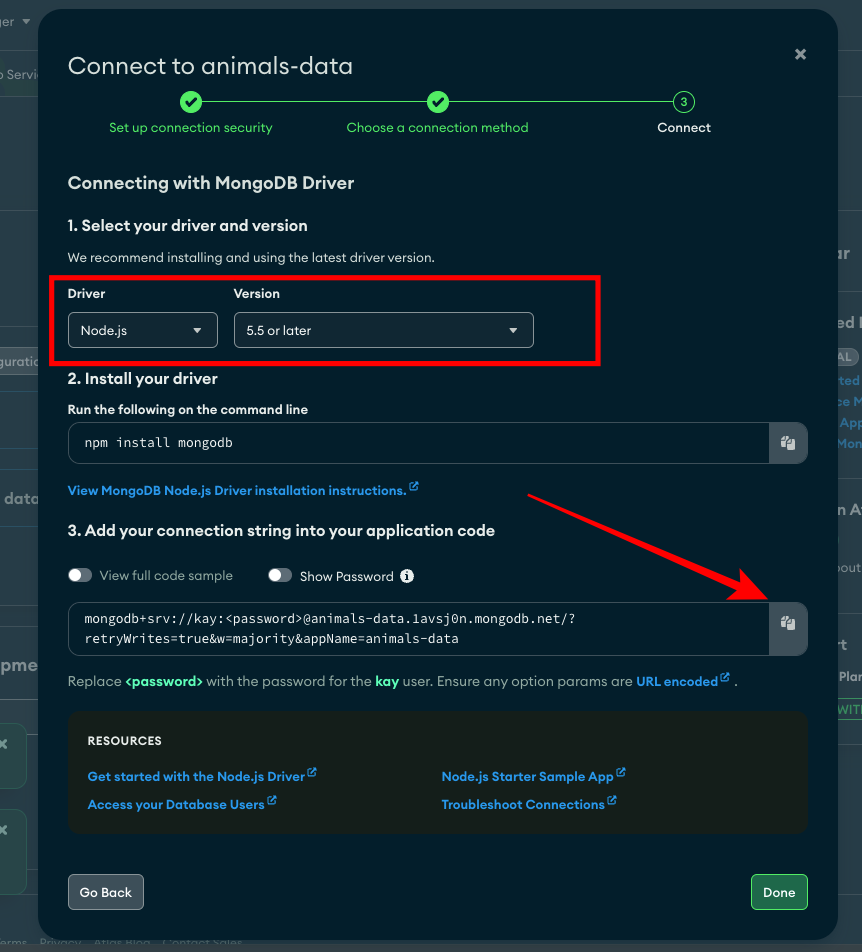 Connect to animals-data
3
Set up connection security
Choose a connection method
Connect
Connecting with MongoDB Driver
1. Select your driver and version
We recommend installing and using the latest driver version.
Driver
Version
Node.js
5.5 or later
2. Install your driver
Run the following on the command line
npm install mongodb
View MongoDB Node.js Driver installation instructions.
3. Add your connection string into your application code
View full code sample
Show Password
mongodb+srv://kay:<password>@animals-data.1avsj0n.mongodb.net/?
retryWrites=true&w=majority&appName=animals-data
Replace <password> with the password for the kay user. Ensure any option params are URL encoded .
RESOURCES
Get started with the Node.js Driver
Node.js Starter Sample App
Access your Database Users
Troubleshoot Connections
Go Back
Done
data
Privacy
Atlas Blog
Contact Sales